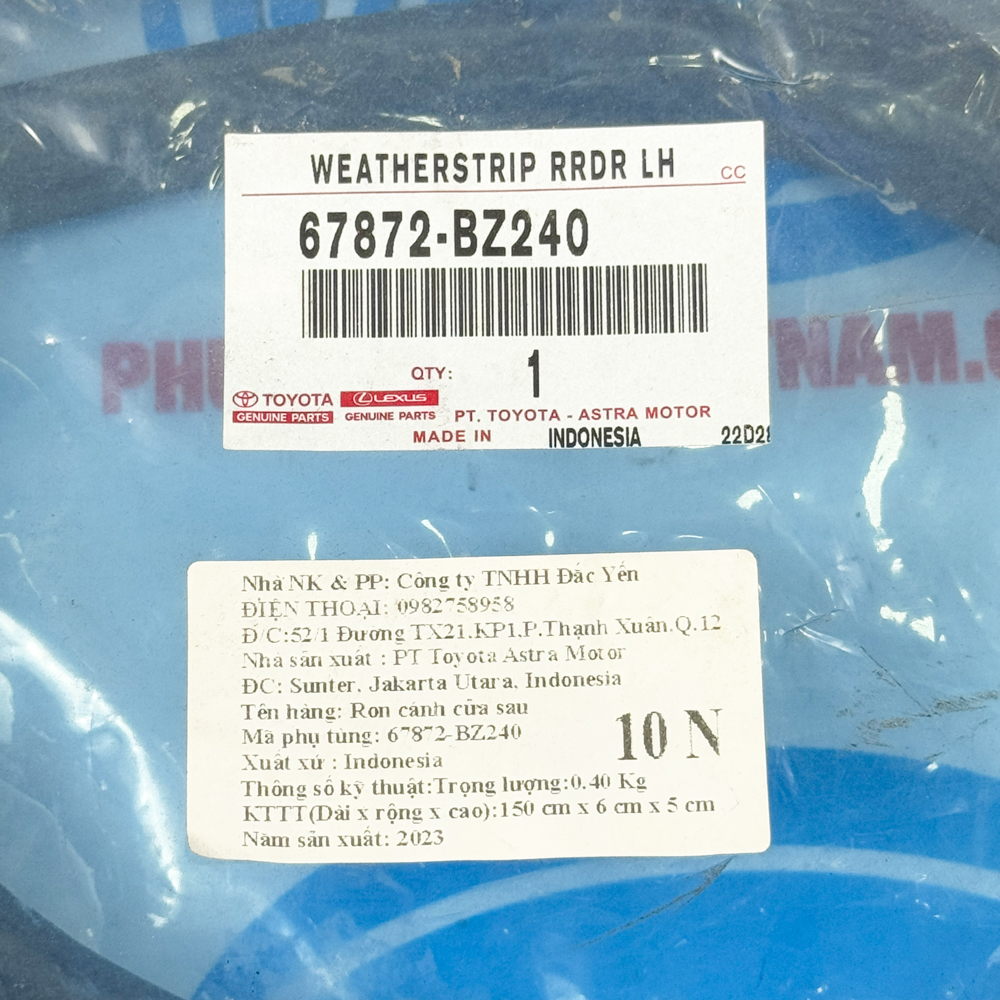 WEATHERSTRIP RRDR LH
CC
67872-BZ240
QTY: 1
TOYOTA LEXUS
GENUINE PARTS GENUINE PARTS PT. TOYOTA - ASTRA MOTOR
MADE IN INDONESIA 22D28
Nhà NK & PP: Công ty TNHH Đắc Yến
ĐIỆN THOẠI: 0982758958
Đ/C:52/1 Đương TX21.KP1.P.Thạnh Xuân.Q.12
Nhà sản xuất : PT Toyota Astra Motor
ĐC: Sunter, Jakarta Utara, Indonesia
Tên hàng: Ron cánh cửa sau
Mã phụ tùng: 67872-BZ240
10 N
Xuất xứ : Indonesia
Thông số kỹ thuật:Trọng lượng:0.40 Kg
KTTT(Dài x rộng x cao):150 cm x 6 cm x 5 cm
Năm sản xuất: 2023